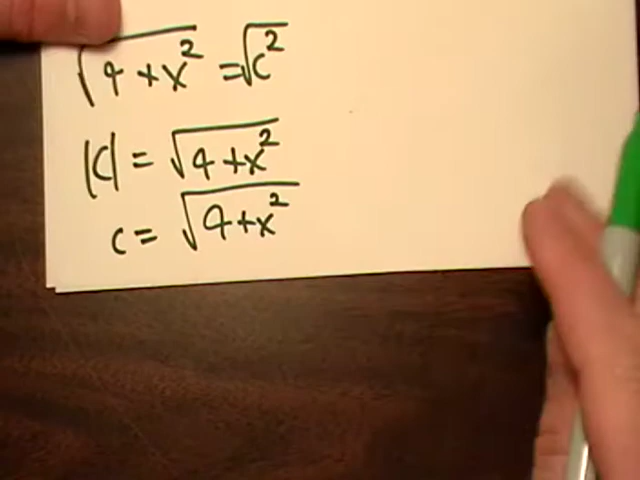 √4+x² = √c²
|c| = √4+x²
c = √4+x²